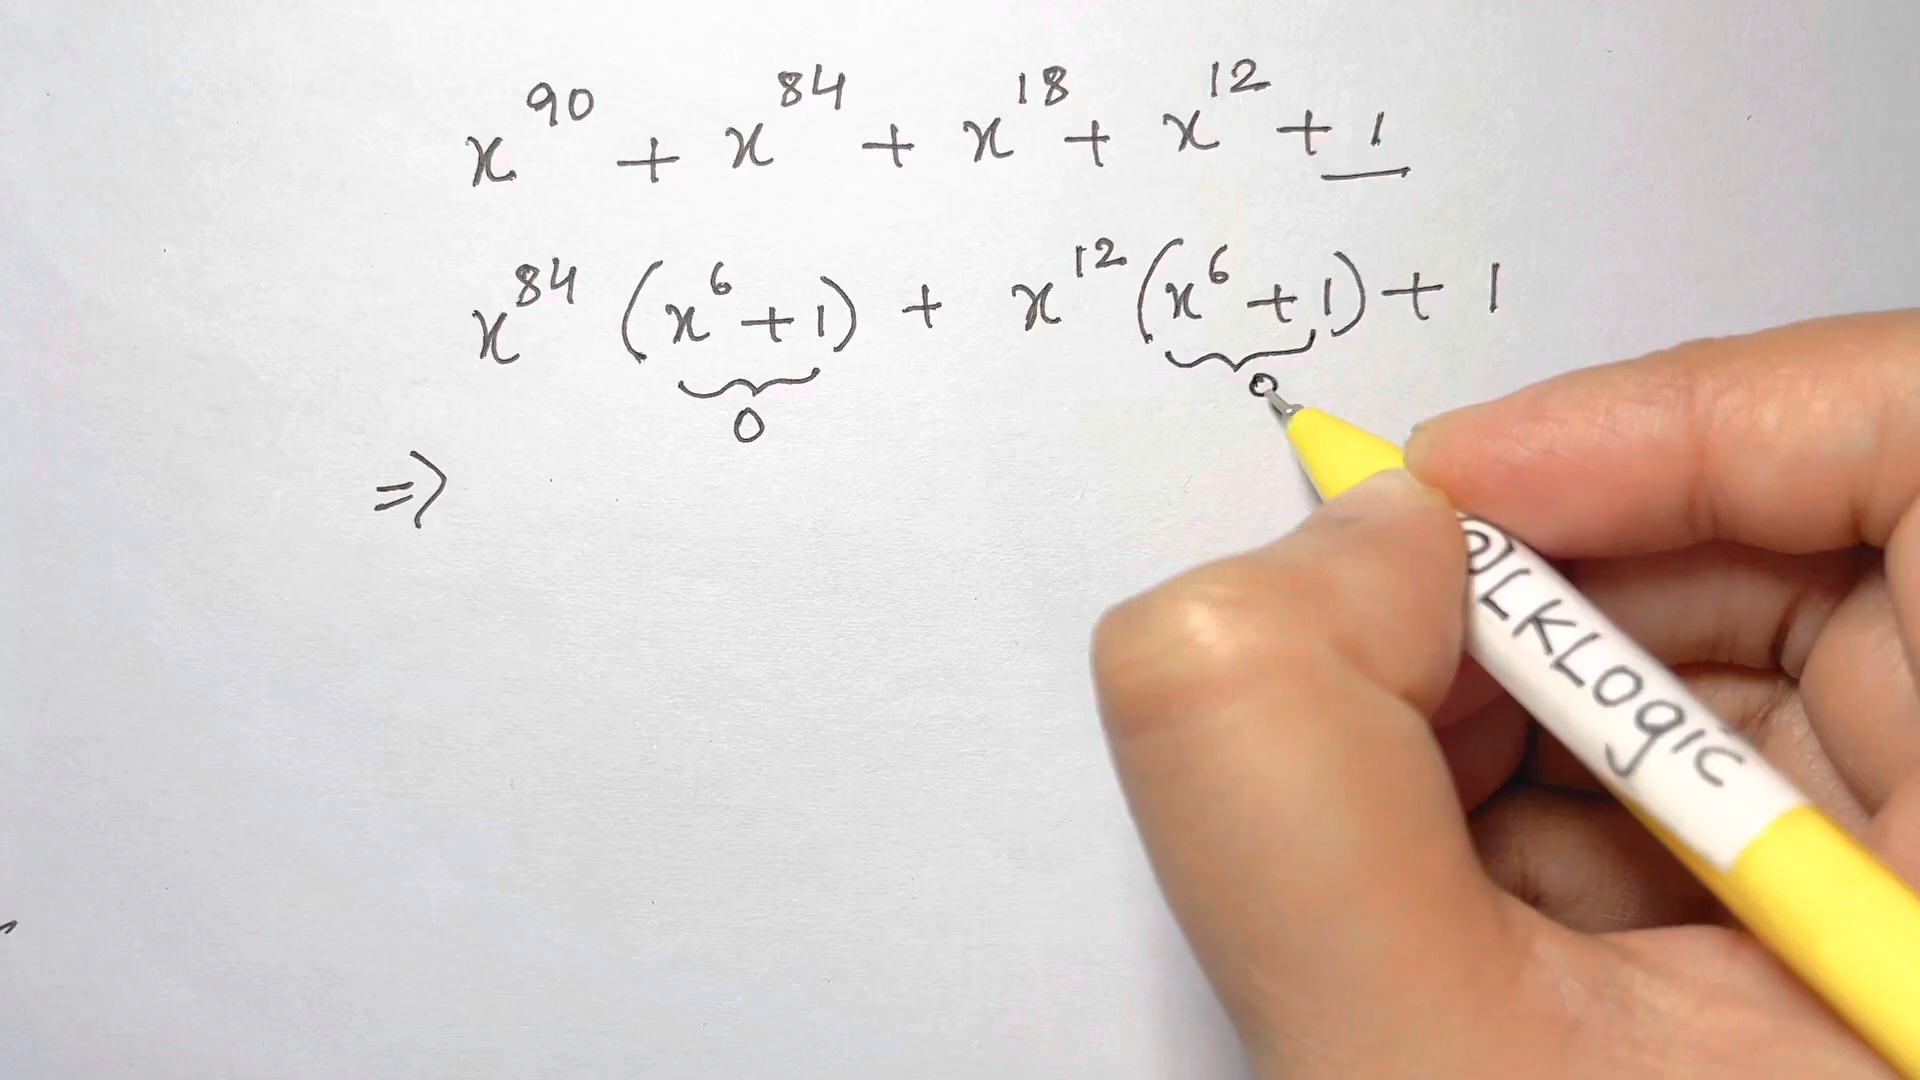 x^90 + x^84 + x^18 + x^12 + 1
x^84 (x^6 + 1) + x^12 (x^6 + 1) + 1
0 0
⇒
@LKLogic